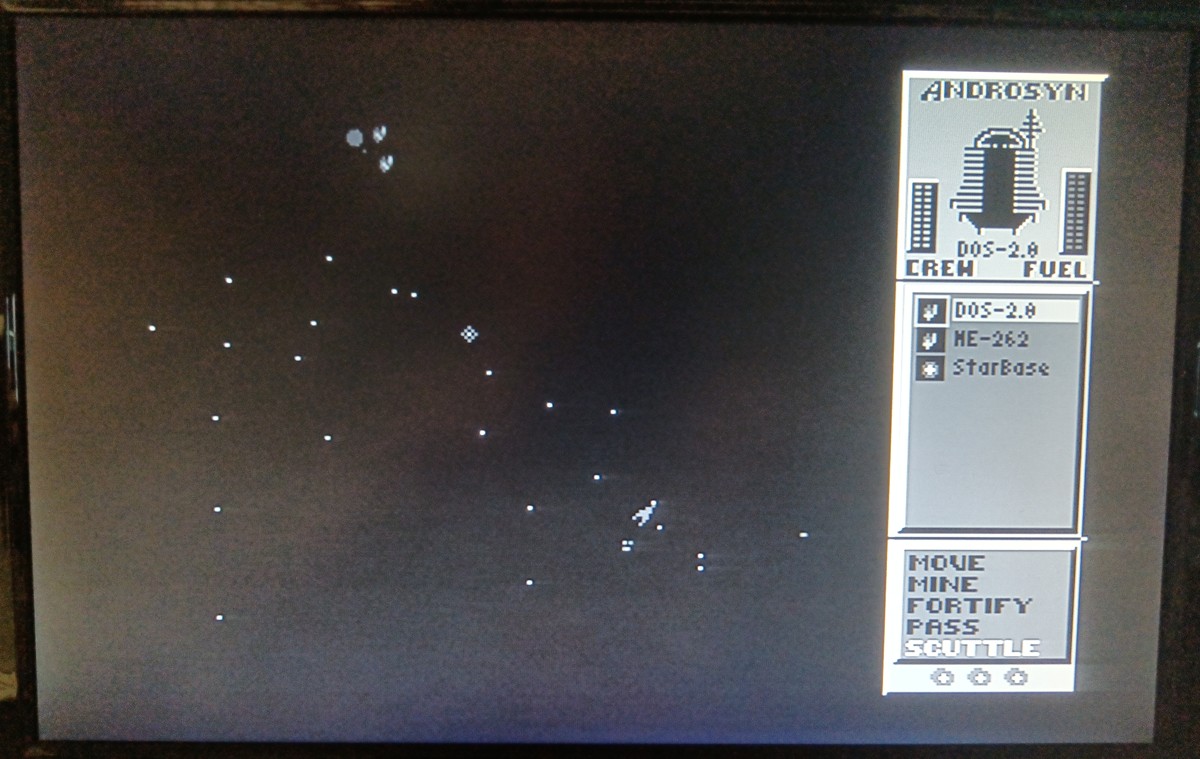 ANDROSYN
DOS-2.0
CREW FUEL
DOS-2.0
ME-262
StarBase
MOVE
MINE
FORTIFY
PASS
SCUTTLE